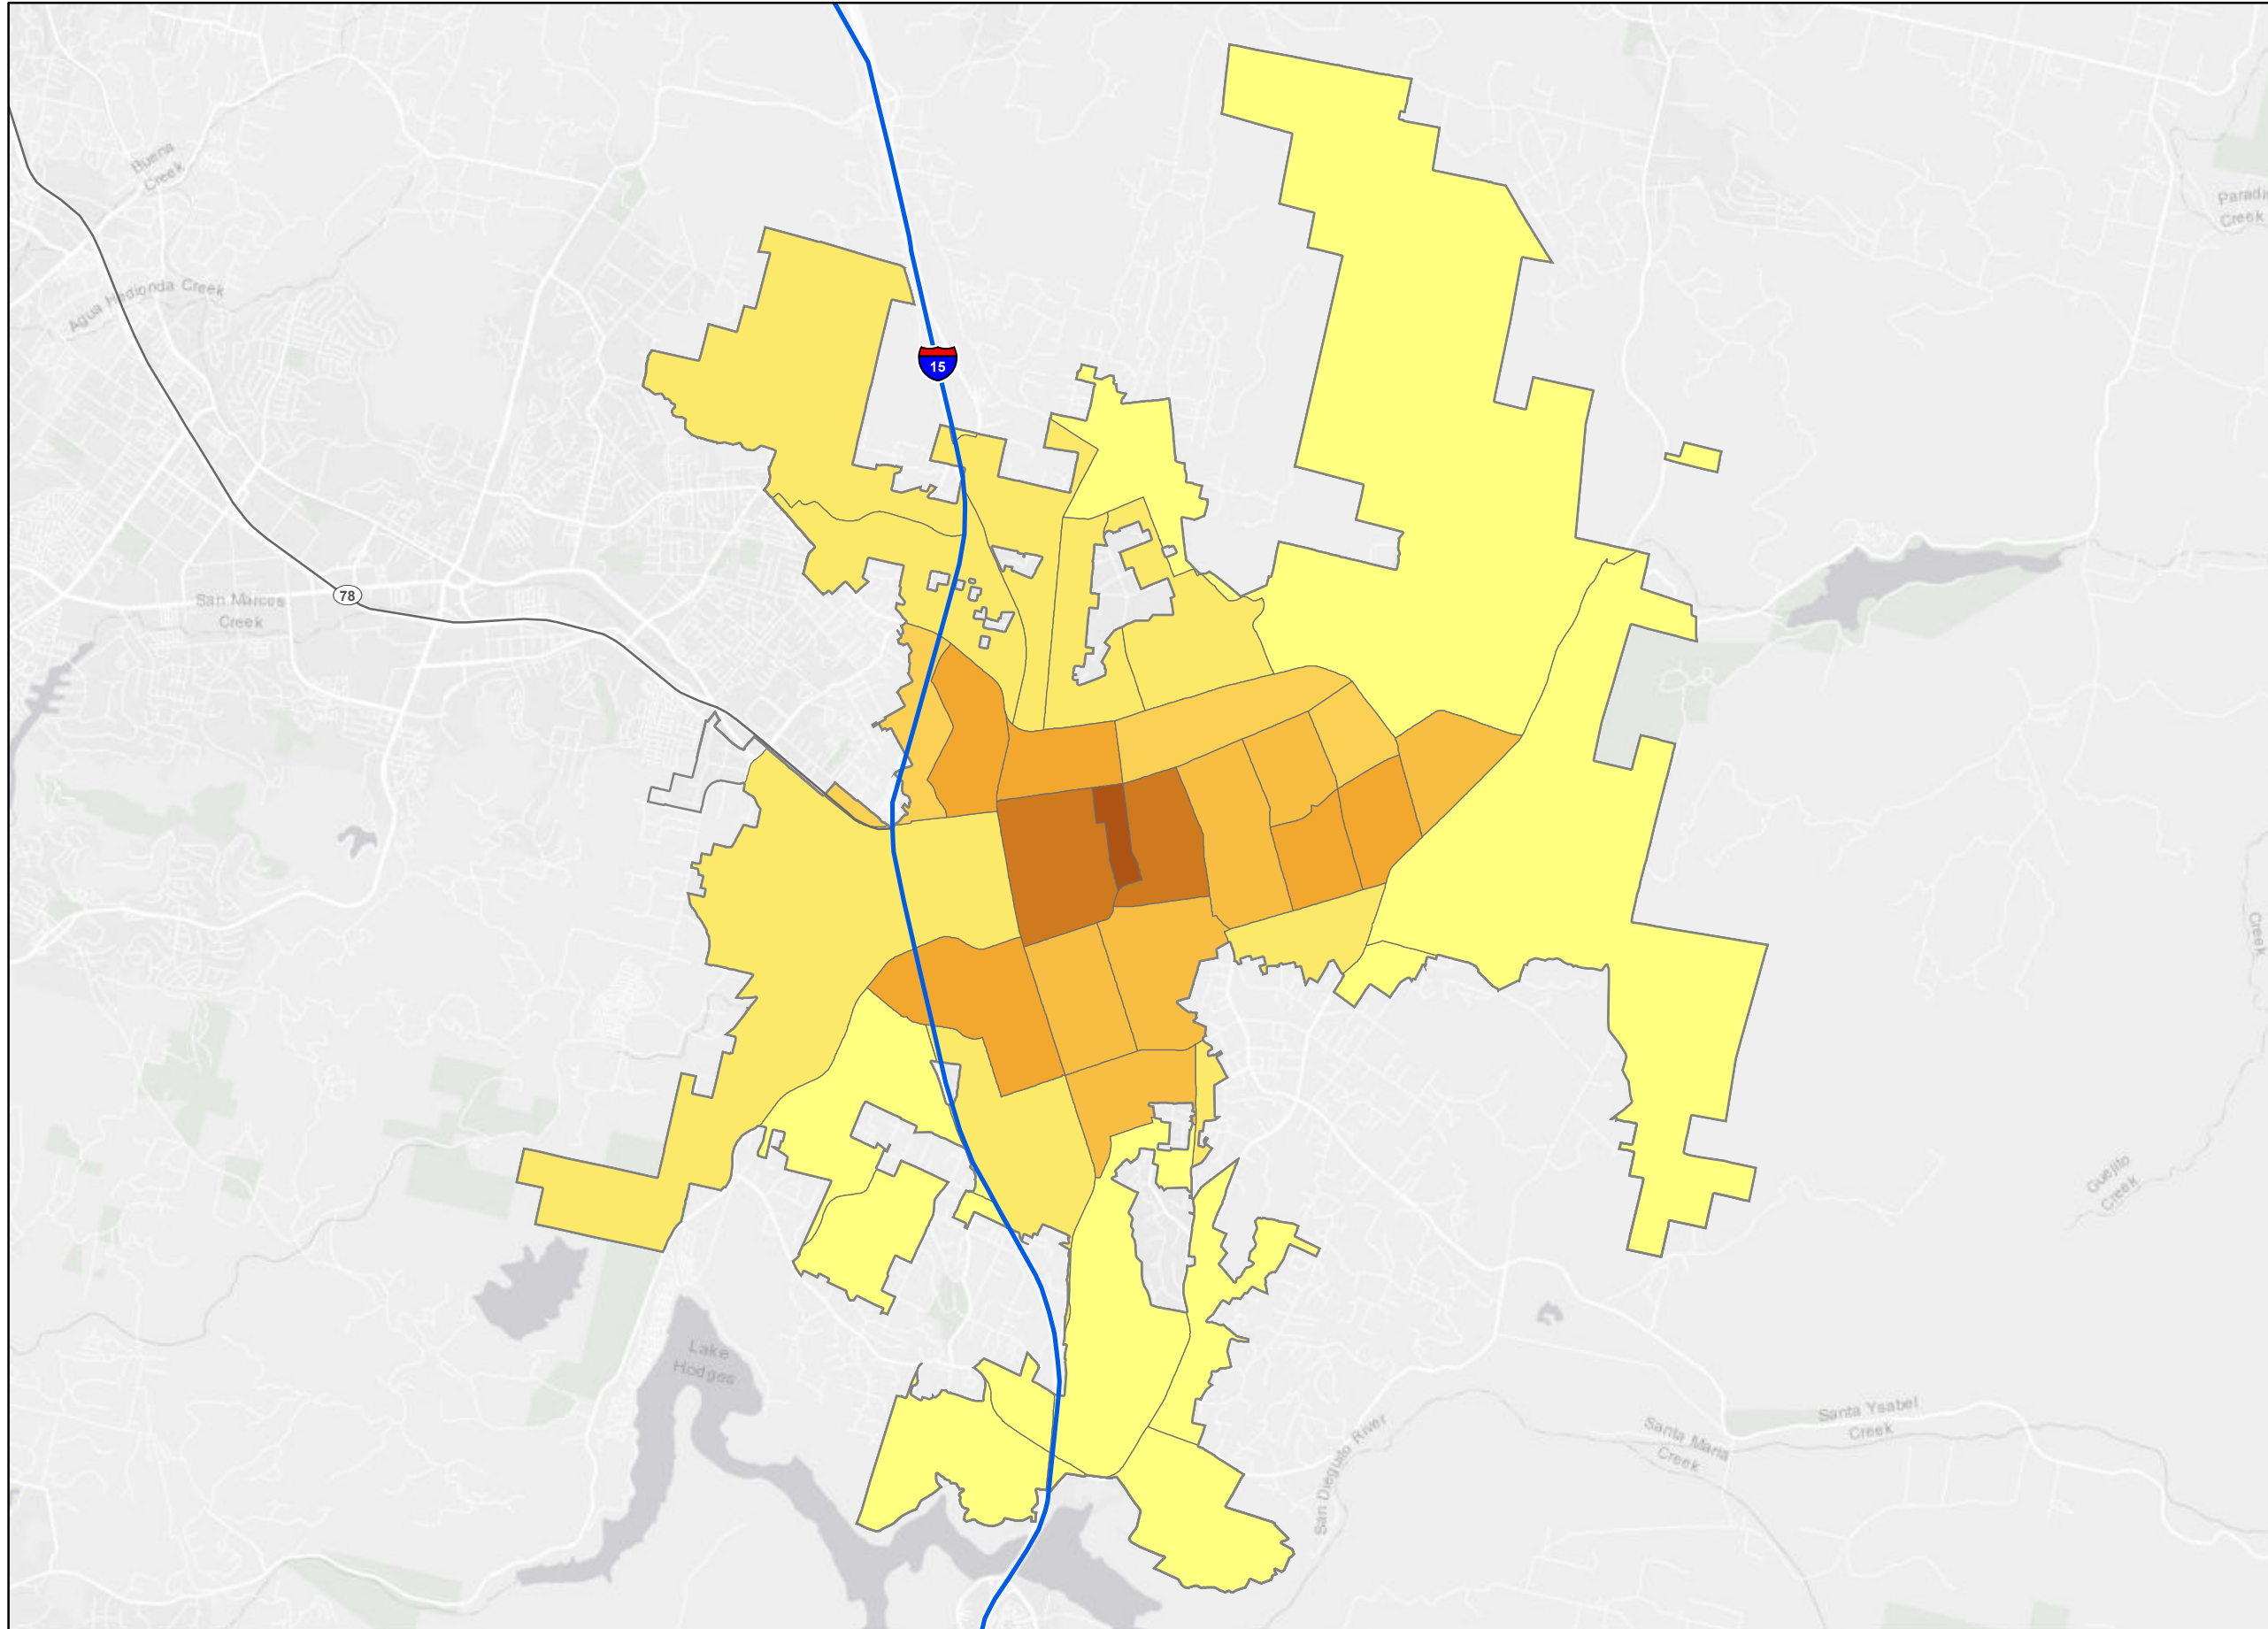 Buena
Creek
Paradi
Creek
Agua Hedionda Creek
15
78
San Marcos
Creek
Creek
Guejito
Creek
Lake
Hodges
San Dieguito River
Santa Maria
Creek
Santa Ysabel
Creek